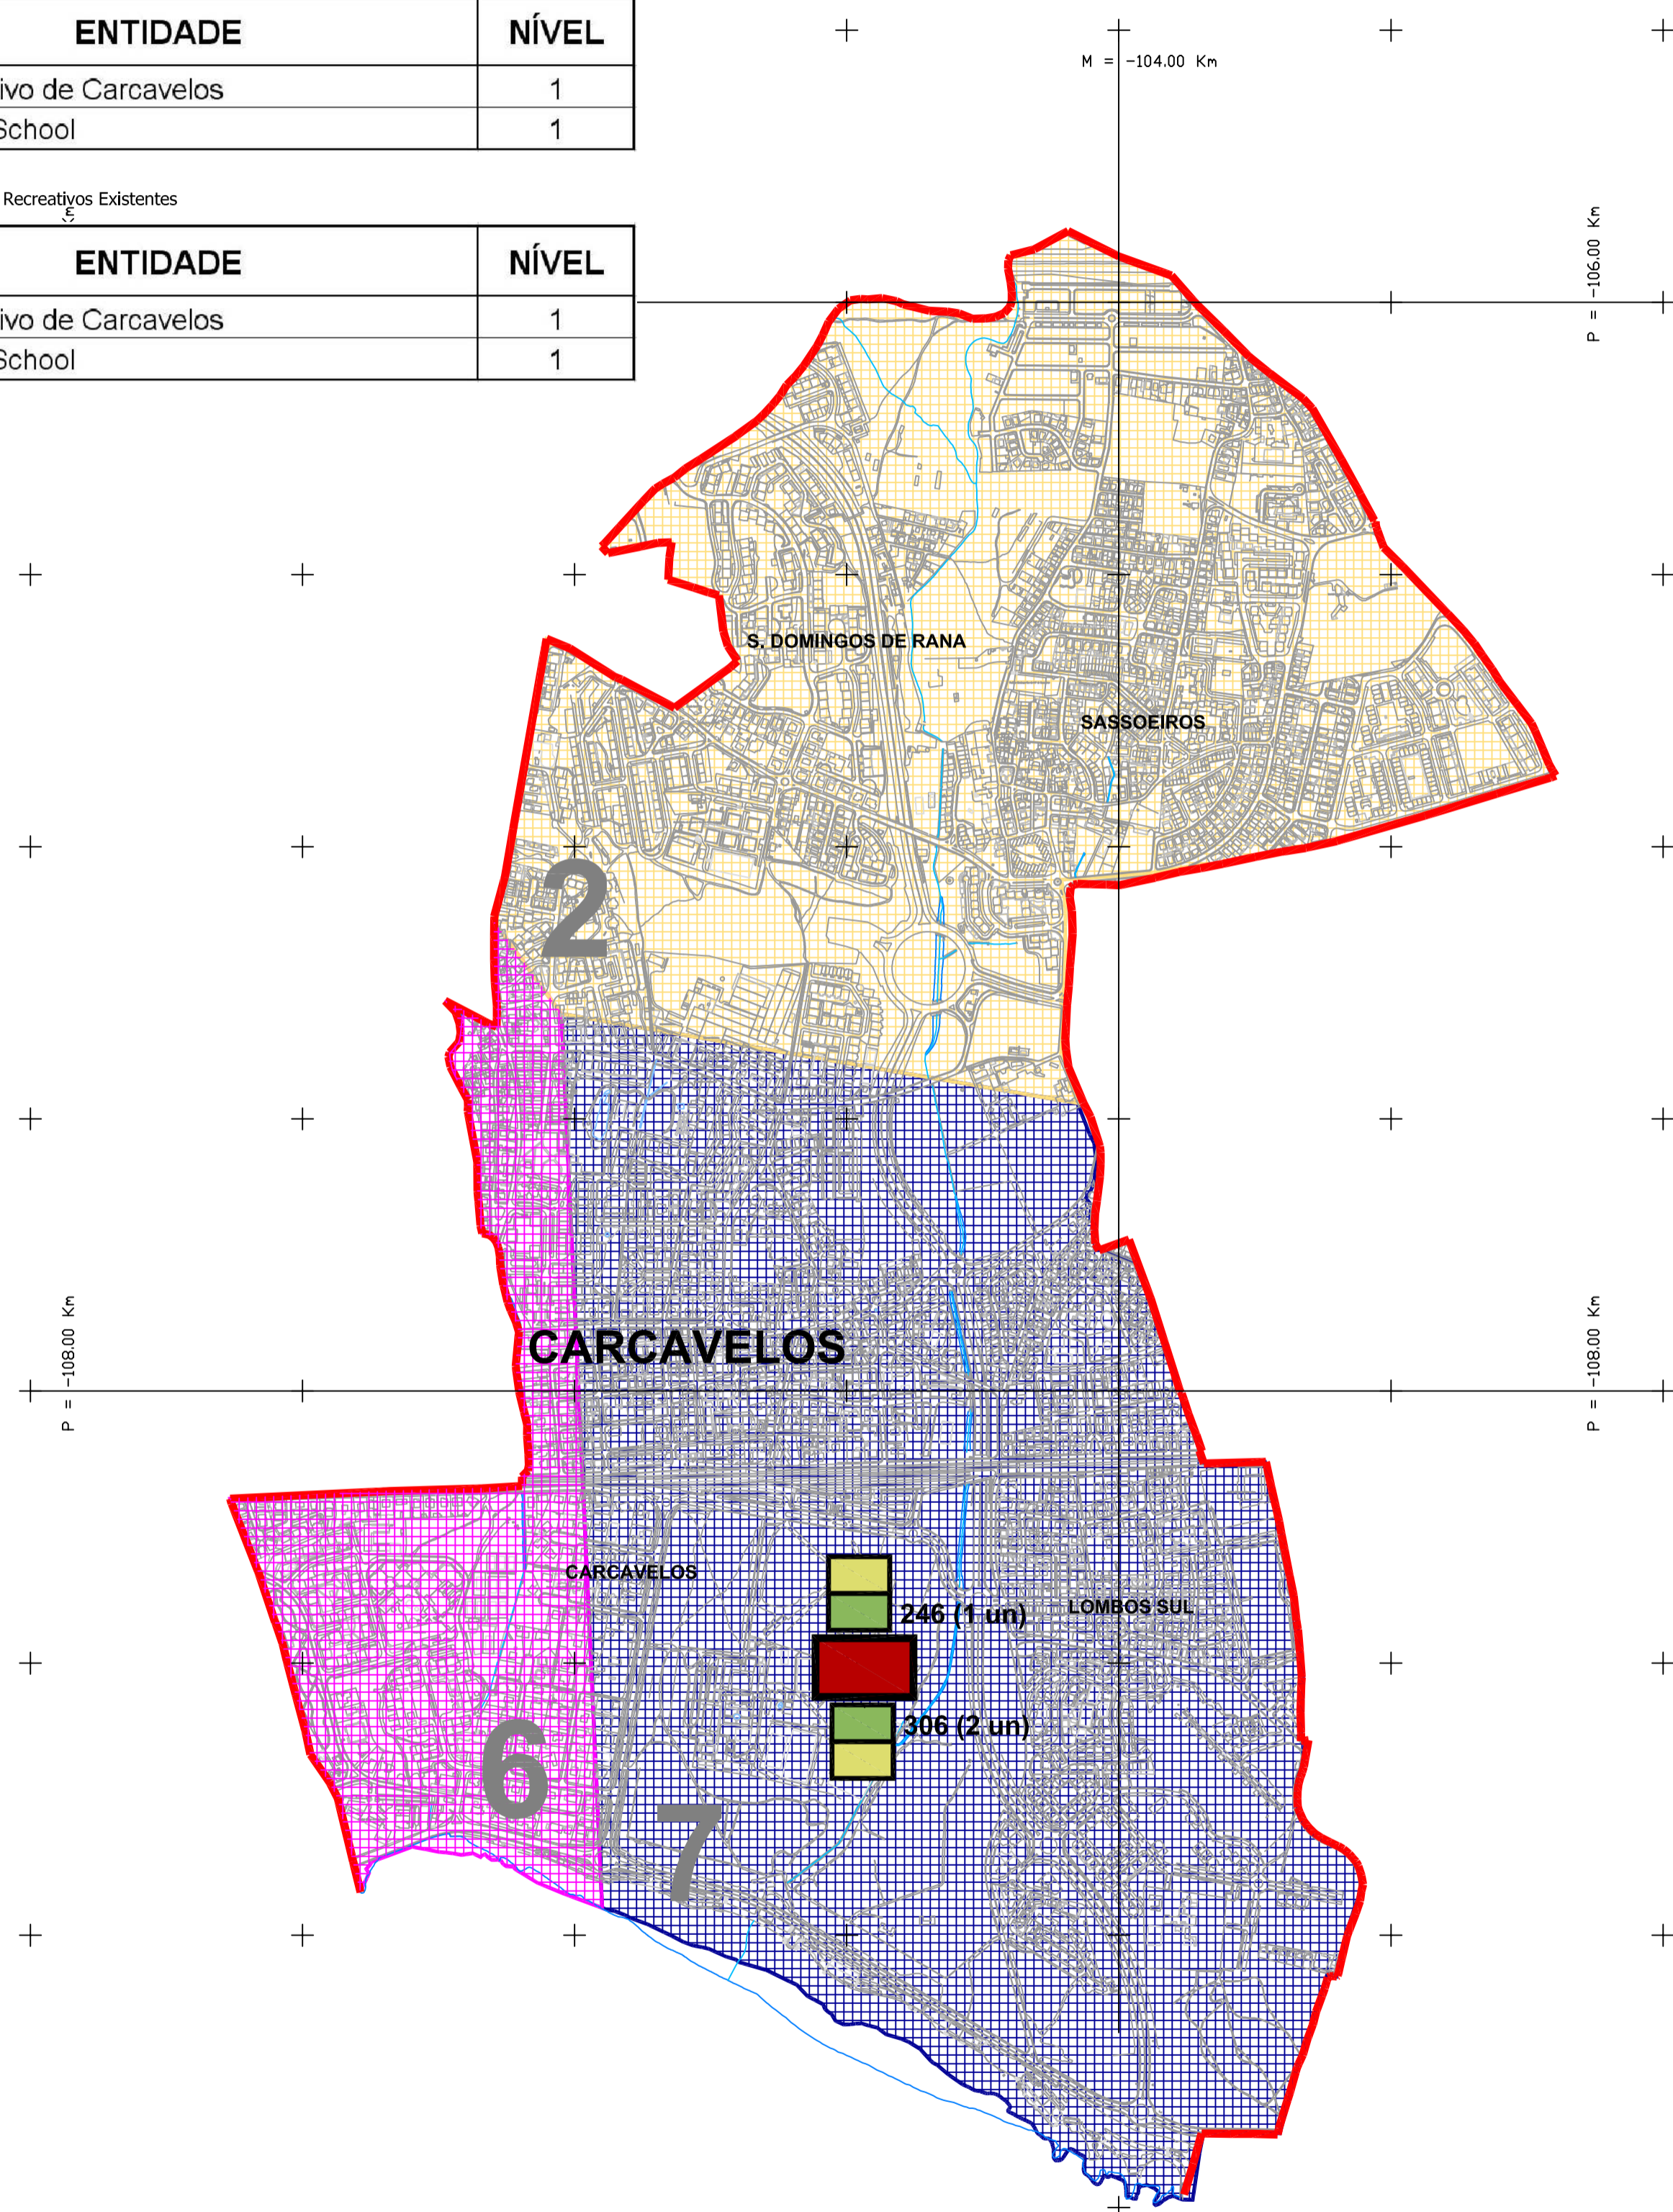 ENTIDADE NÍVEL
ivo de Carcavelos 1
School 1
Recreativos Existentes
ENTIDADE NÍVEL
ivo de Carcavelos 1
School 1
M = -104.00 Km
P = -106.00 Km
S. DOMINGOS DE RANA
SASSOEIROS
2
P = -108.00 Km
CARCAVELOS
P = -108.00 Km
CARCAVELOS
246 (1 un)
LOMBOS SUL
306 (2 un)
6
7